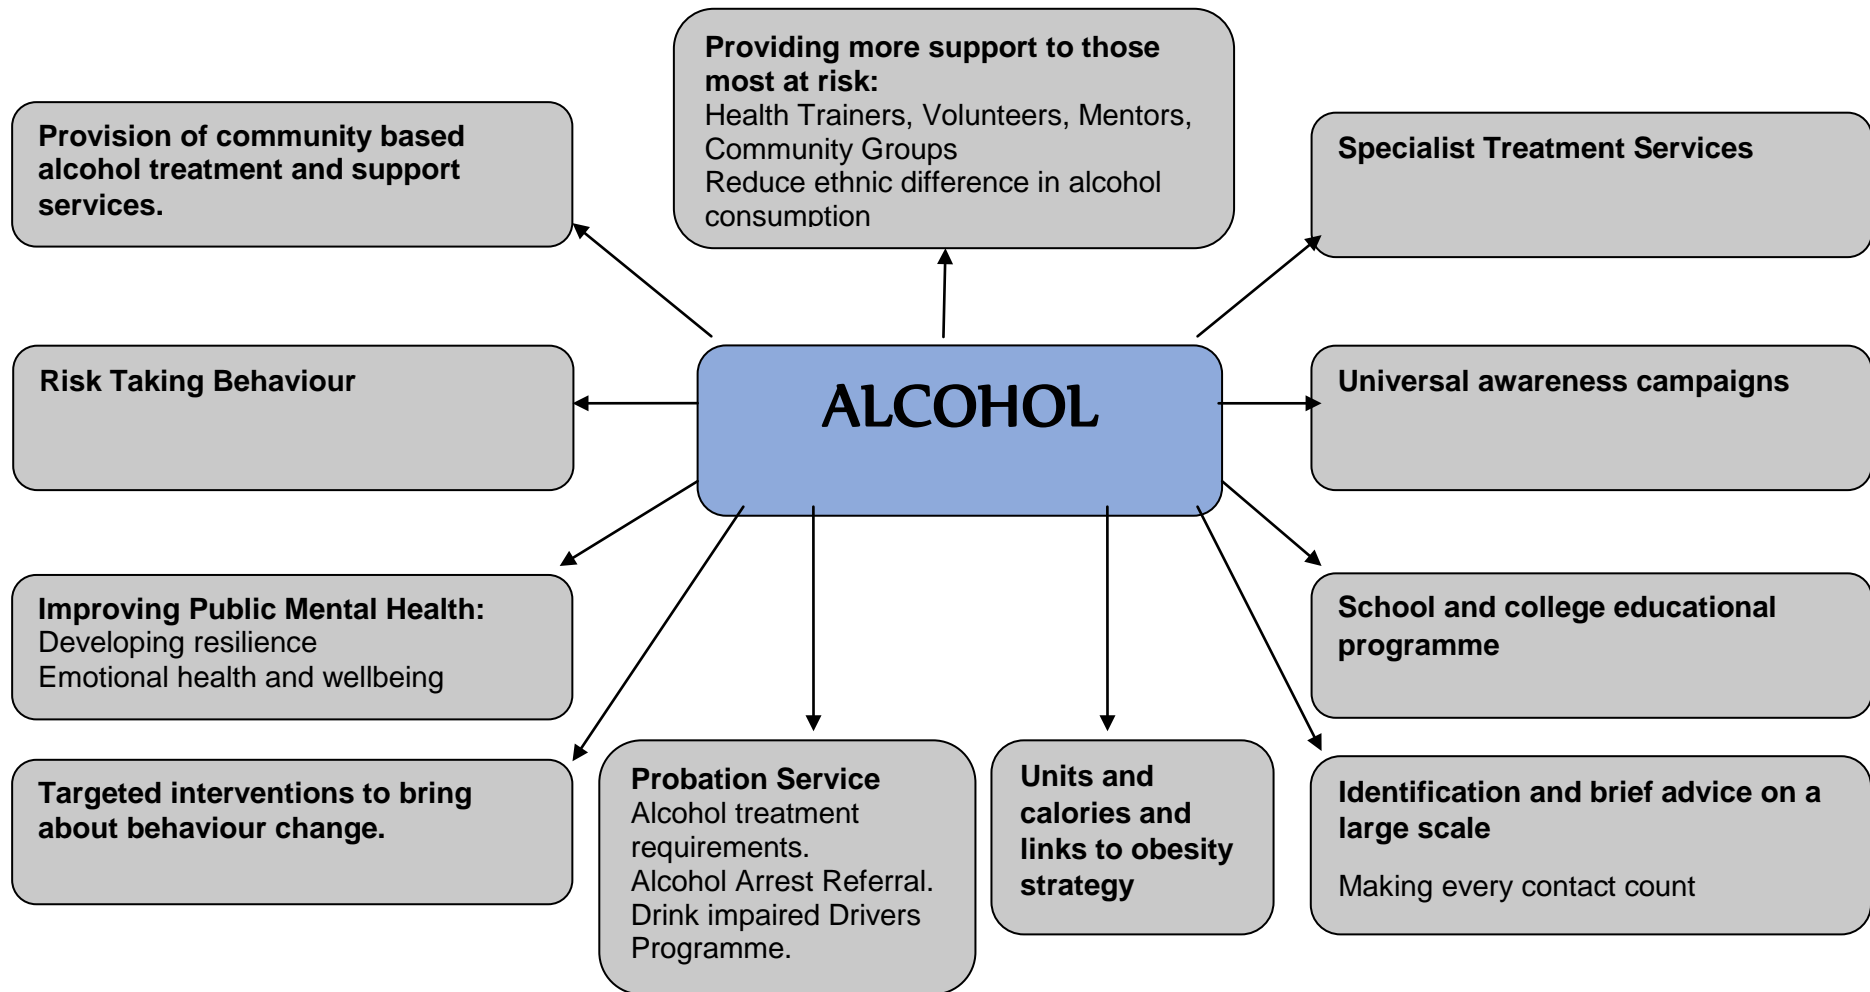 Providing more support to those
most at risk:
Health Trainers, Volunteers, Mentors,
Community Groups
Reduce ethnic difference in alcohol
consumption
Provision of community based
alcohol treatment and support
services.
Specialist Treatment Services
Risk Taking Behaviour
ALCOHOL
Universal awareness campaigns
Improving Public Mental Health:
Developing resilience
Emotional health and wellbeing
School and college educational
programme
Targeted interventions to bring
about behaviour change.
Probation Service
Alcohol treatment
requirements.
Alcohol Arrest Referral.
Drink impaired Drivers
Programme.
Units and
calories and
links to obesity
strategy
Identification and brief advice on a
large scale
Making every contact count